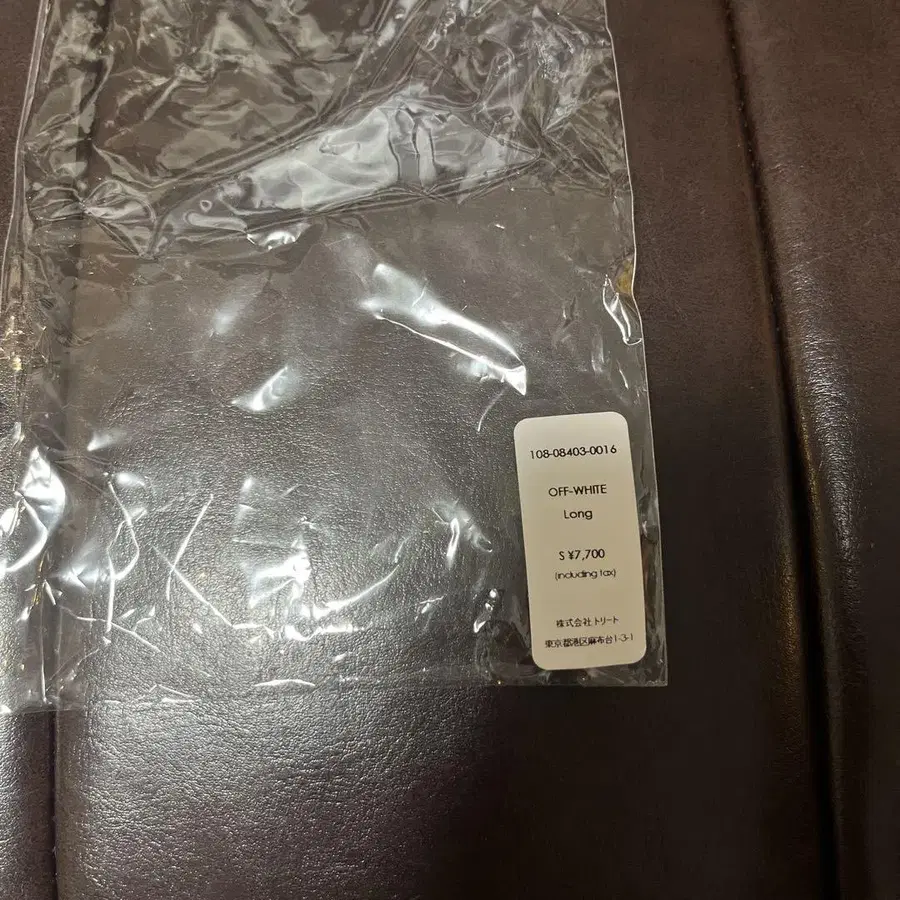 108-08403-0016
OFF-WHITE
Long
S ¥7,700
(including tax)
株式会社 トリート
東京都港区麻布台1-3-1